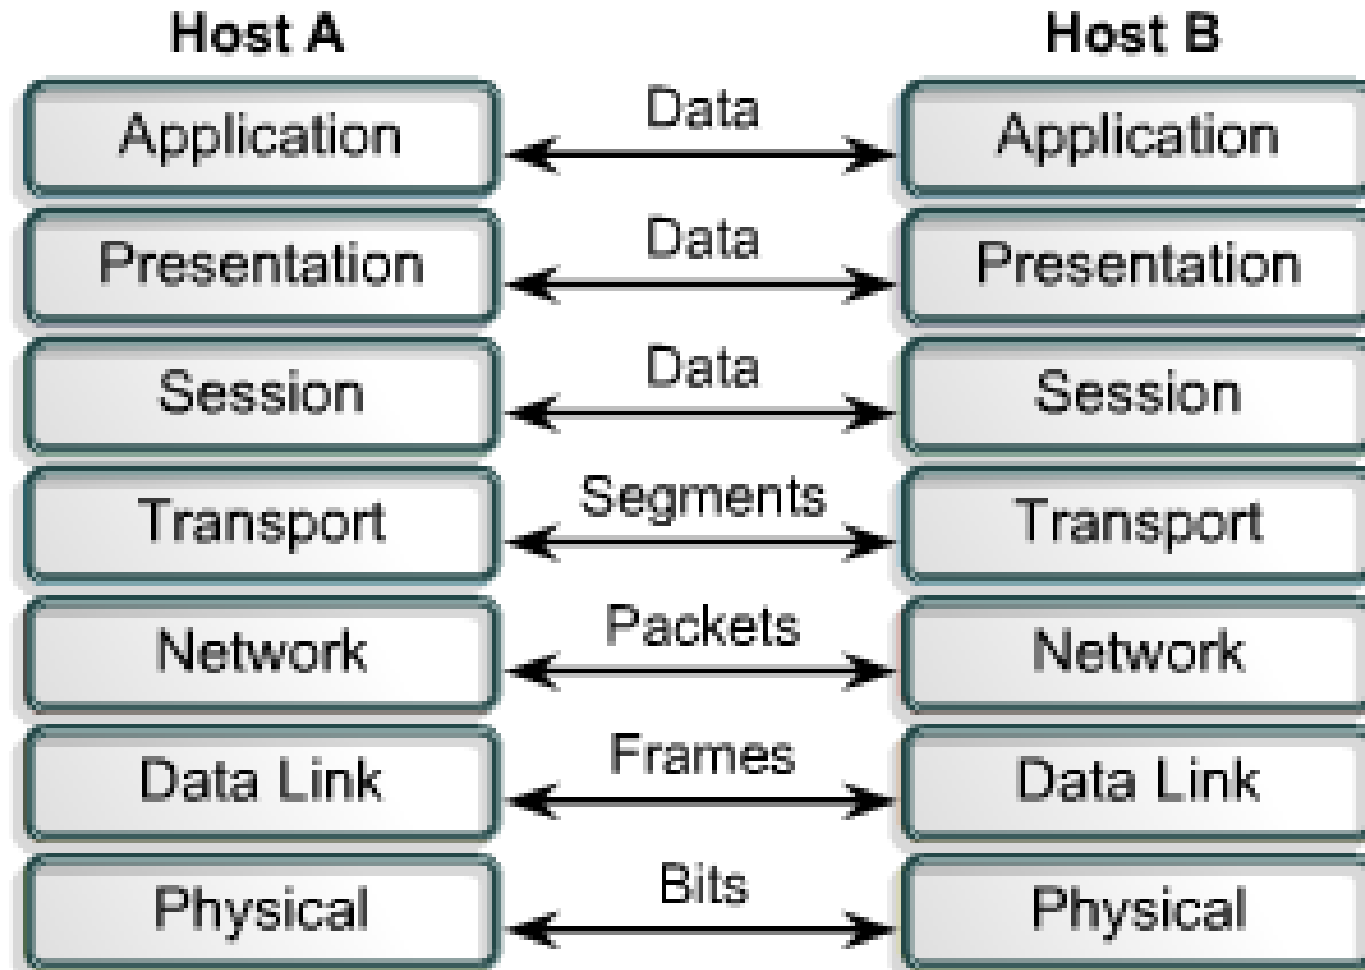 Host A Host B
Application Data Application
Presentation Data Presentation
Session Data Session
Transport Segments Transport
Network Packets Network
Data Link Frames Data Link
Physical Bits Physical